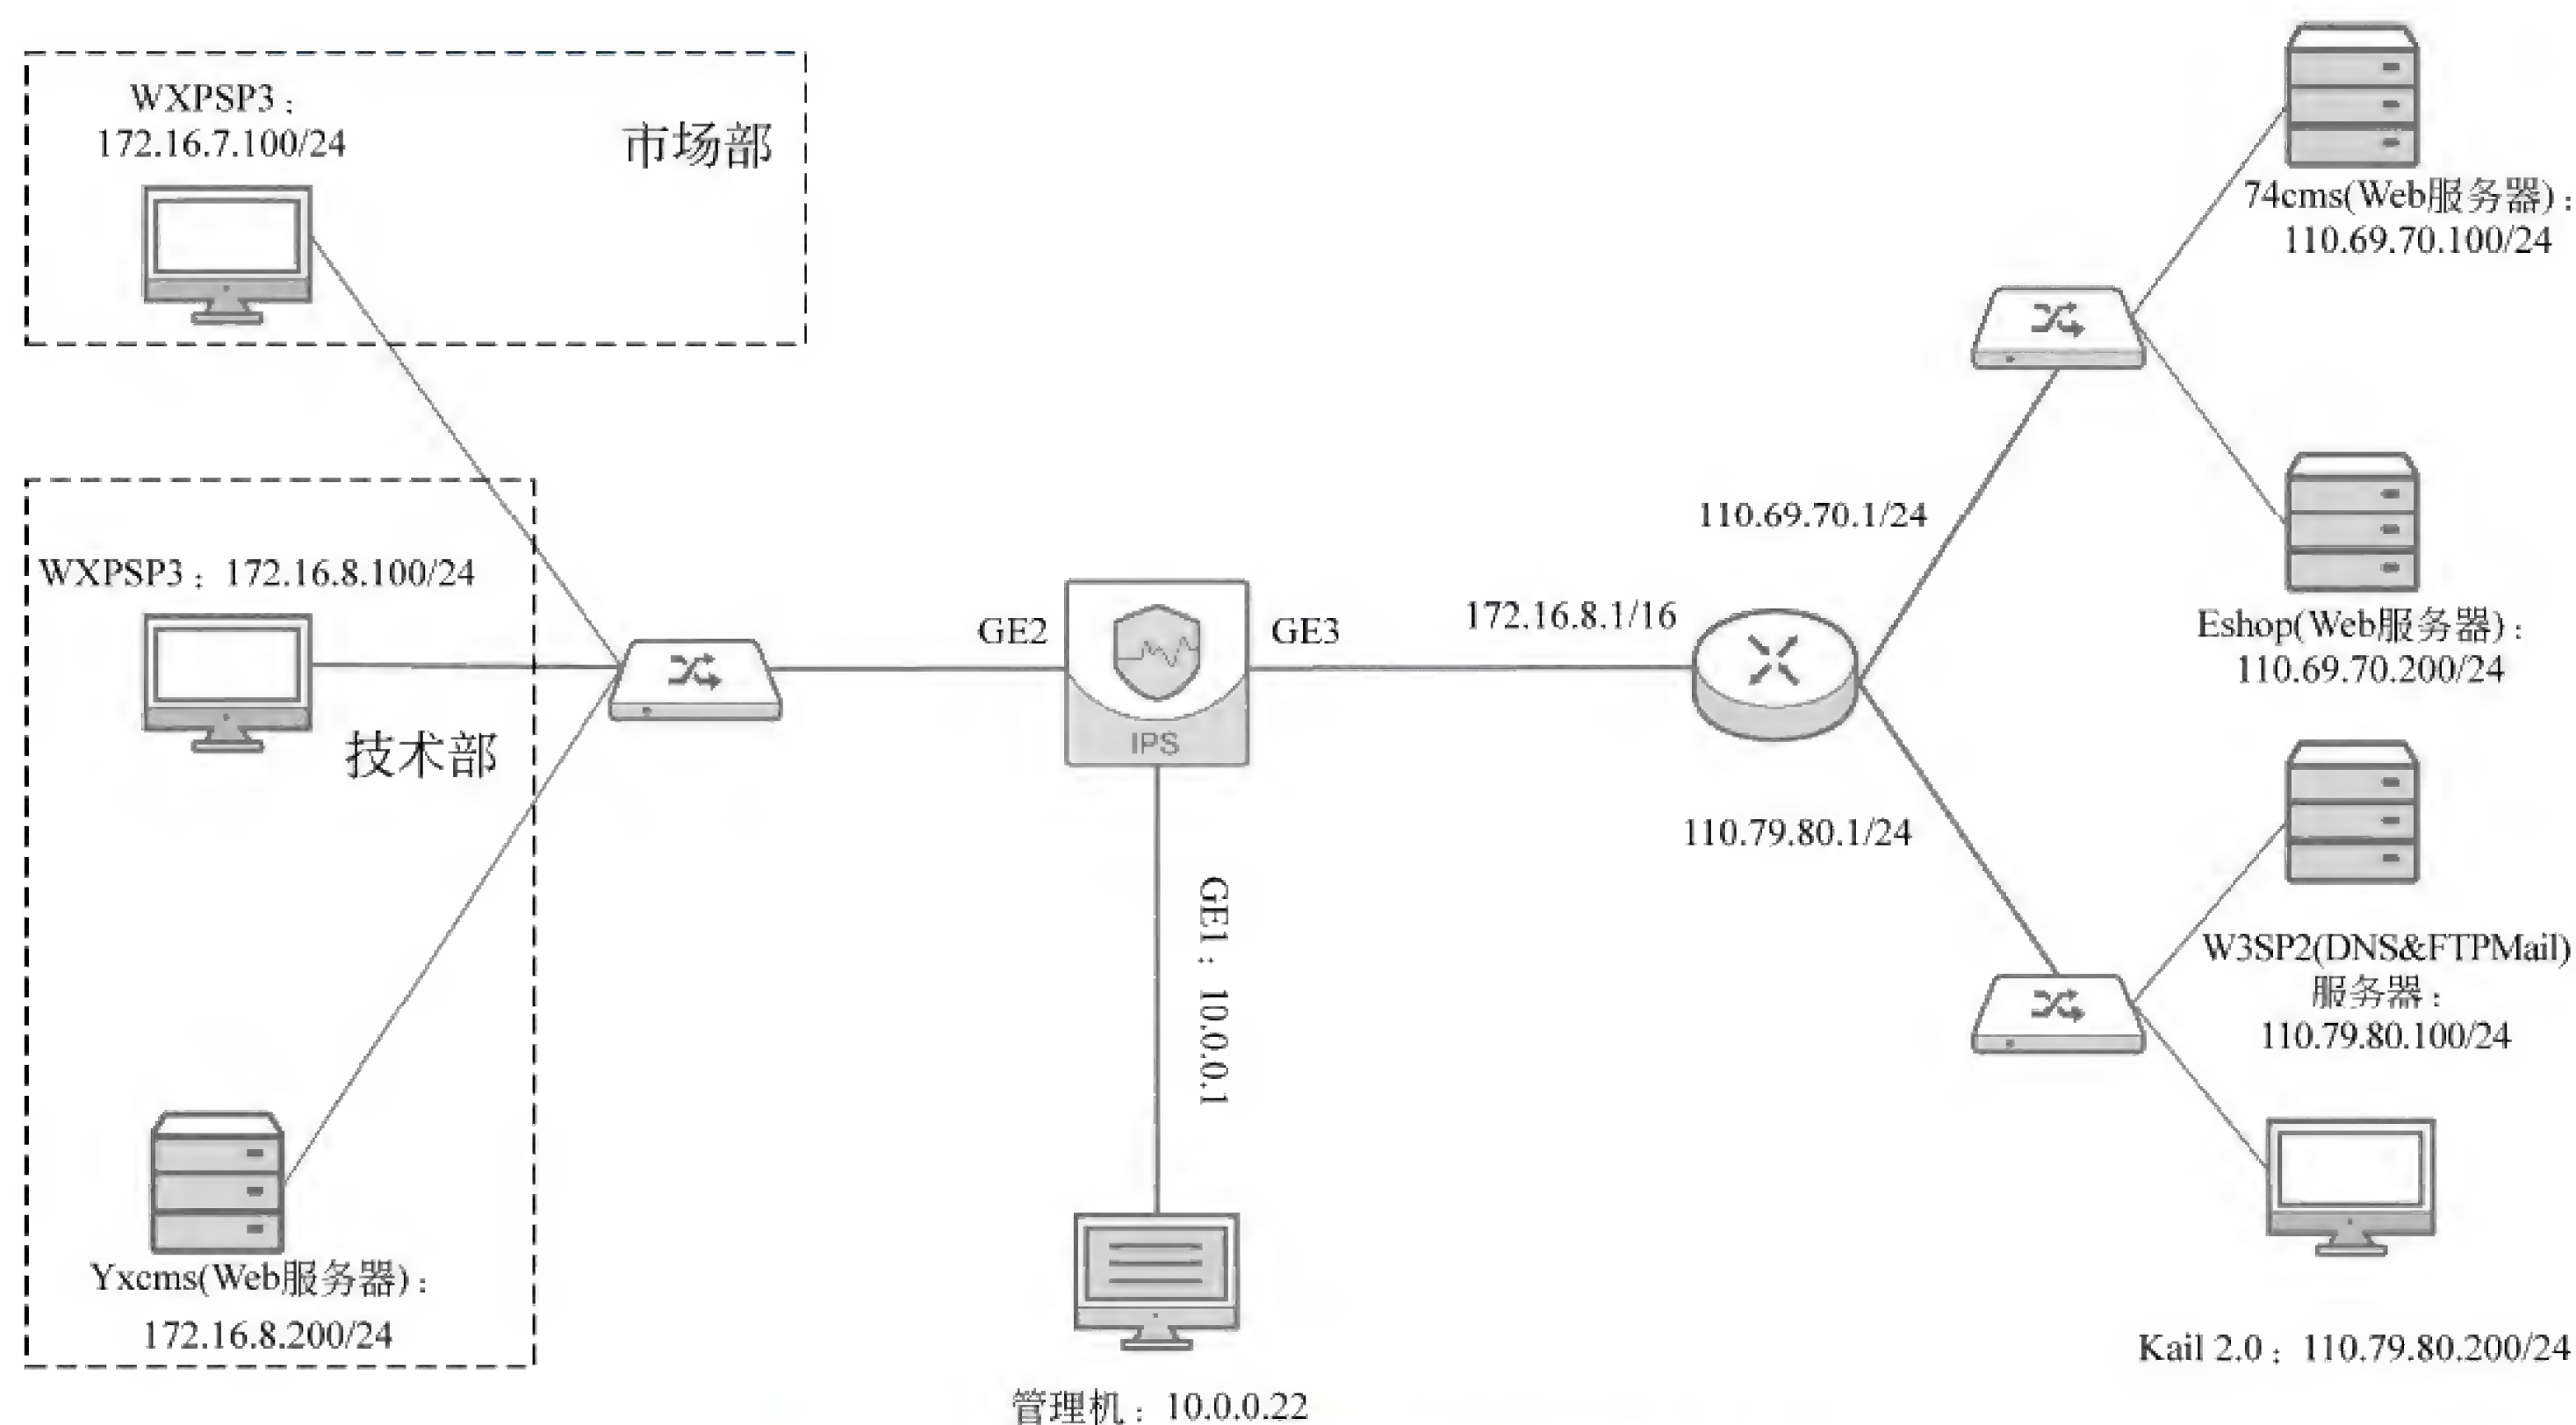 WXPSP3：
172.16.7.100/24
市场部
WXPSP3：172.16.8.100/24
技术部
Yxcms(Web服务器)：
172.16.8.200/24
GE2
IPS
GE3
GE1：10.0.0.1
管理机：10.0.0.22
172.16.8.1/16
110.69.70.1/24
110.79.80.1/24
74cms(Web服务器)：
110.69.70.100/24
Eshop(Web服务器)：
110.69.70.200/24
W3SP2(DNS&FTPMail)
服务器：
110.79.80.100/24
Kail 2.0：110.79.80.200/24